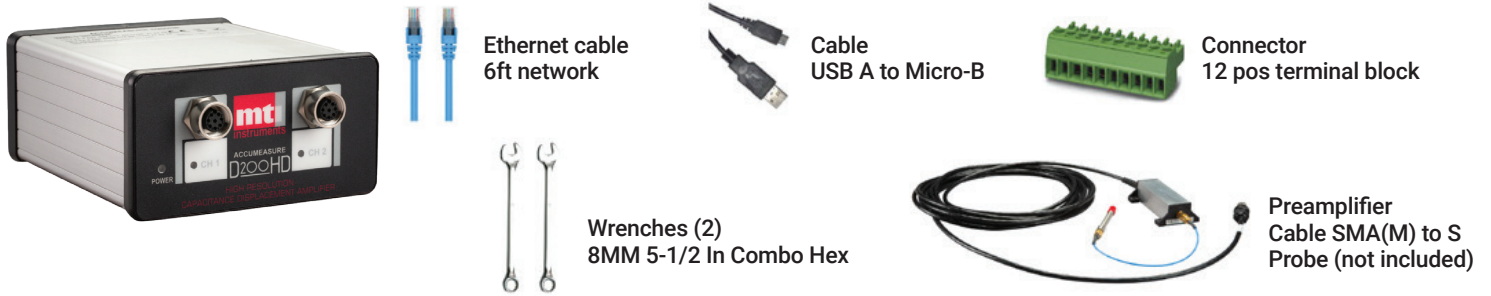 mti
instruments
ACCUMEASURE
D200HD
CH 1
CH 2
POWER
HIGH RESOLUTION
CAPACITANCE DISPLACEMENT AMPLIFIER
Ethernet cable
6ft network
Cable
USB A to Micro-B
Connector
12 pos terminal block
Wrenches (2)
8MM 5-1/2 In Combo Hex
Preamplifier
Cable SMA(M) to S
Probe (not included)